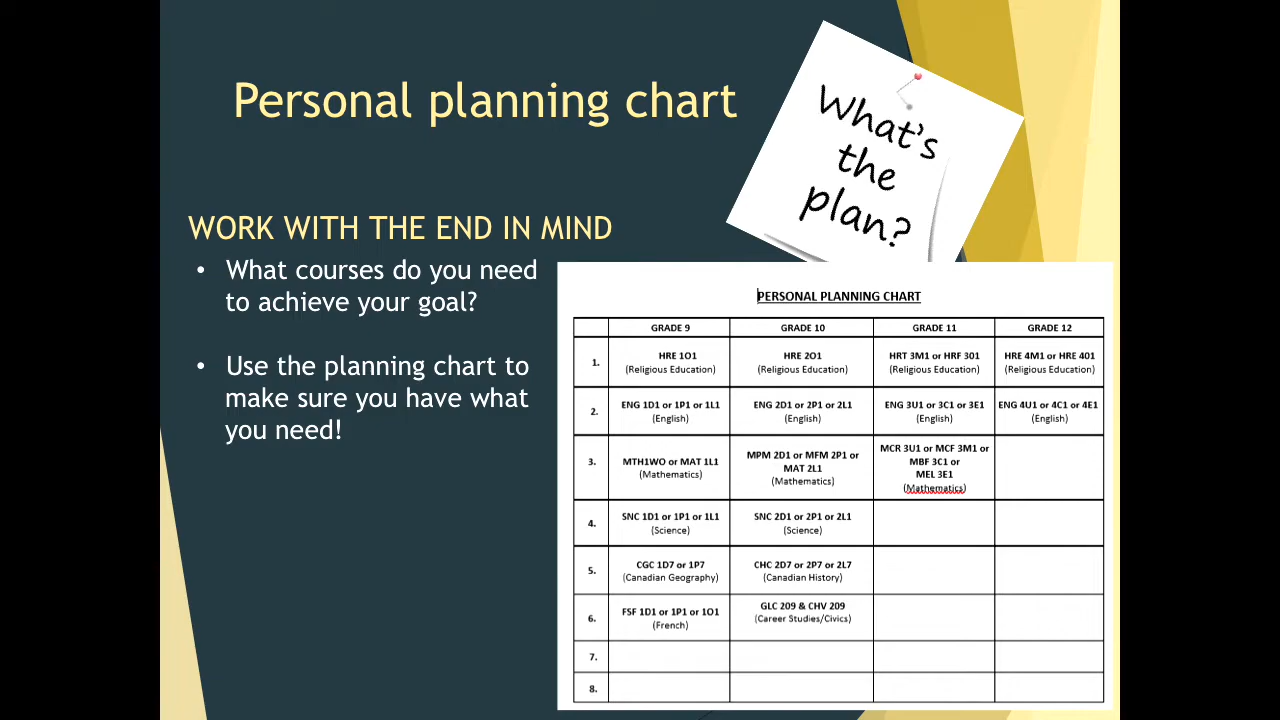 Personal planning chart
What's
the
plan?
WORK WITH THE END IN MIND
• What courses do you need
to achieve your goal?
• Use the planning chart to
make sure you have what
you need!
PERSONAL PLANNING CHART
GRADE 9 GRADE 10 GRADE 11 GRADE 12
1. HRE 1O1 HRE 2O1 HRT 3M1 or HRF 3O1 HRE 4M1 or HRE 4O1
(Religious Education) (Religious Education) (Religious Education) (Religious Education)
2. ENG 1D1 or 1P1 or 1L1 ENG 2D1 or 2P1 or 2L1 ENG 3U1 or 3C1 or 3E1 ENG 4U1 or 4C1 or 4E1
(English) (English) (English) (English)
3. MTH1WO or MAT 1L1 MPM 2D1 or MFM 2P1 or MCR 3U1 or MCF 3M1 or
(Mathematics) MAT 2L1 MBF 3C1 or
(Mathematics) MEL 3E1
(Mathematics)
4. SNC 1D1 or 1P1 or 1L1 SNC 2D1 or 2P1 or 2L1
(Science) (Science)
5. CGC 1D7 or 1P7 CHC 2D7 or 2P7 or 2L7
(Canadian Geography) (Canadian History)
6. FSF 1D1 or 1P1 or 1O1 GLC 2O9 & CHV 2O9
(French) (Career Studies/Civics)
7.
8.